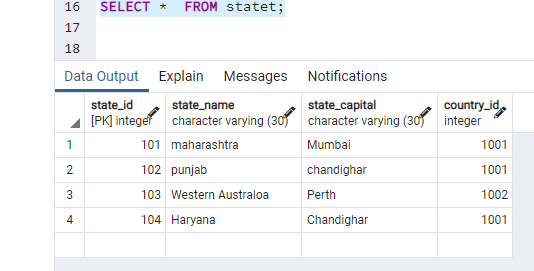 16 SELECT * FROM statet;
17
18
Data Output Explain Messages Notifications
state_id state_name state_capital country_id
[PK] integer character varying (30) character varying (30) integer
1 101 maharashtra Mumbai 1001
2 102 punjab chandighar 1001
3 103 Western Australoa Perth 1002
4 104 Haryana Chandighar 1001